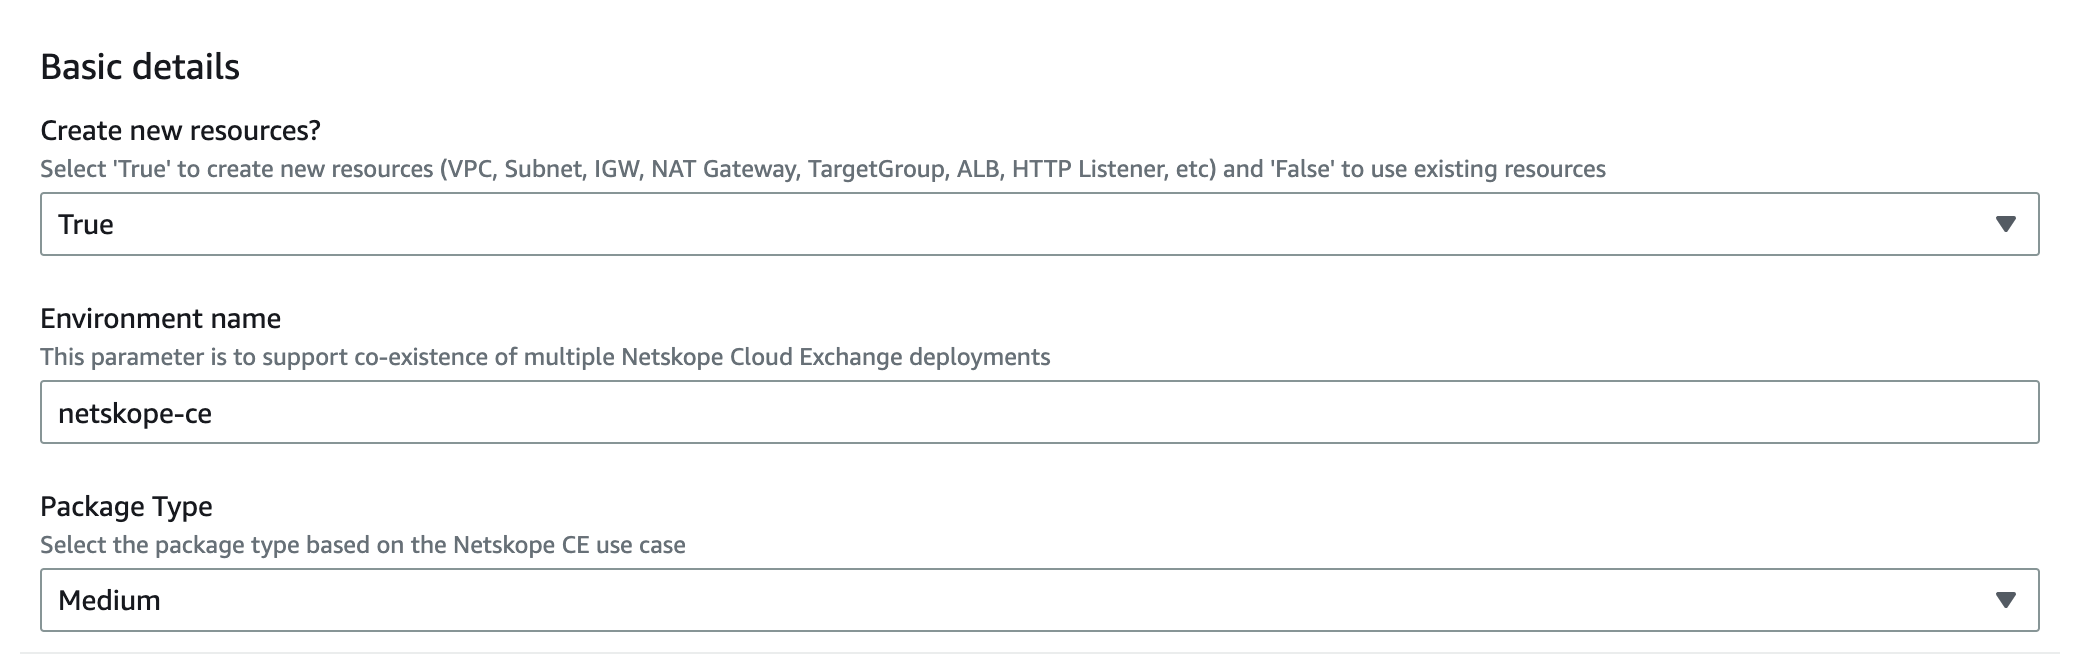 Basic details
Create new resources?
Select 'True' to create new resources (VPC, Subnet, IGW, NAT Gateway, TargetGroup, ALB, HTTP Listener, etc) and 'False' to use existing resources
True
Environment name
This parameter is to support co-existence of multiple Netskope Cloud Exchange deployments
netskope-ce
Package Type
Select the package type based on the Netskope CE use case
Medium